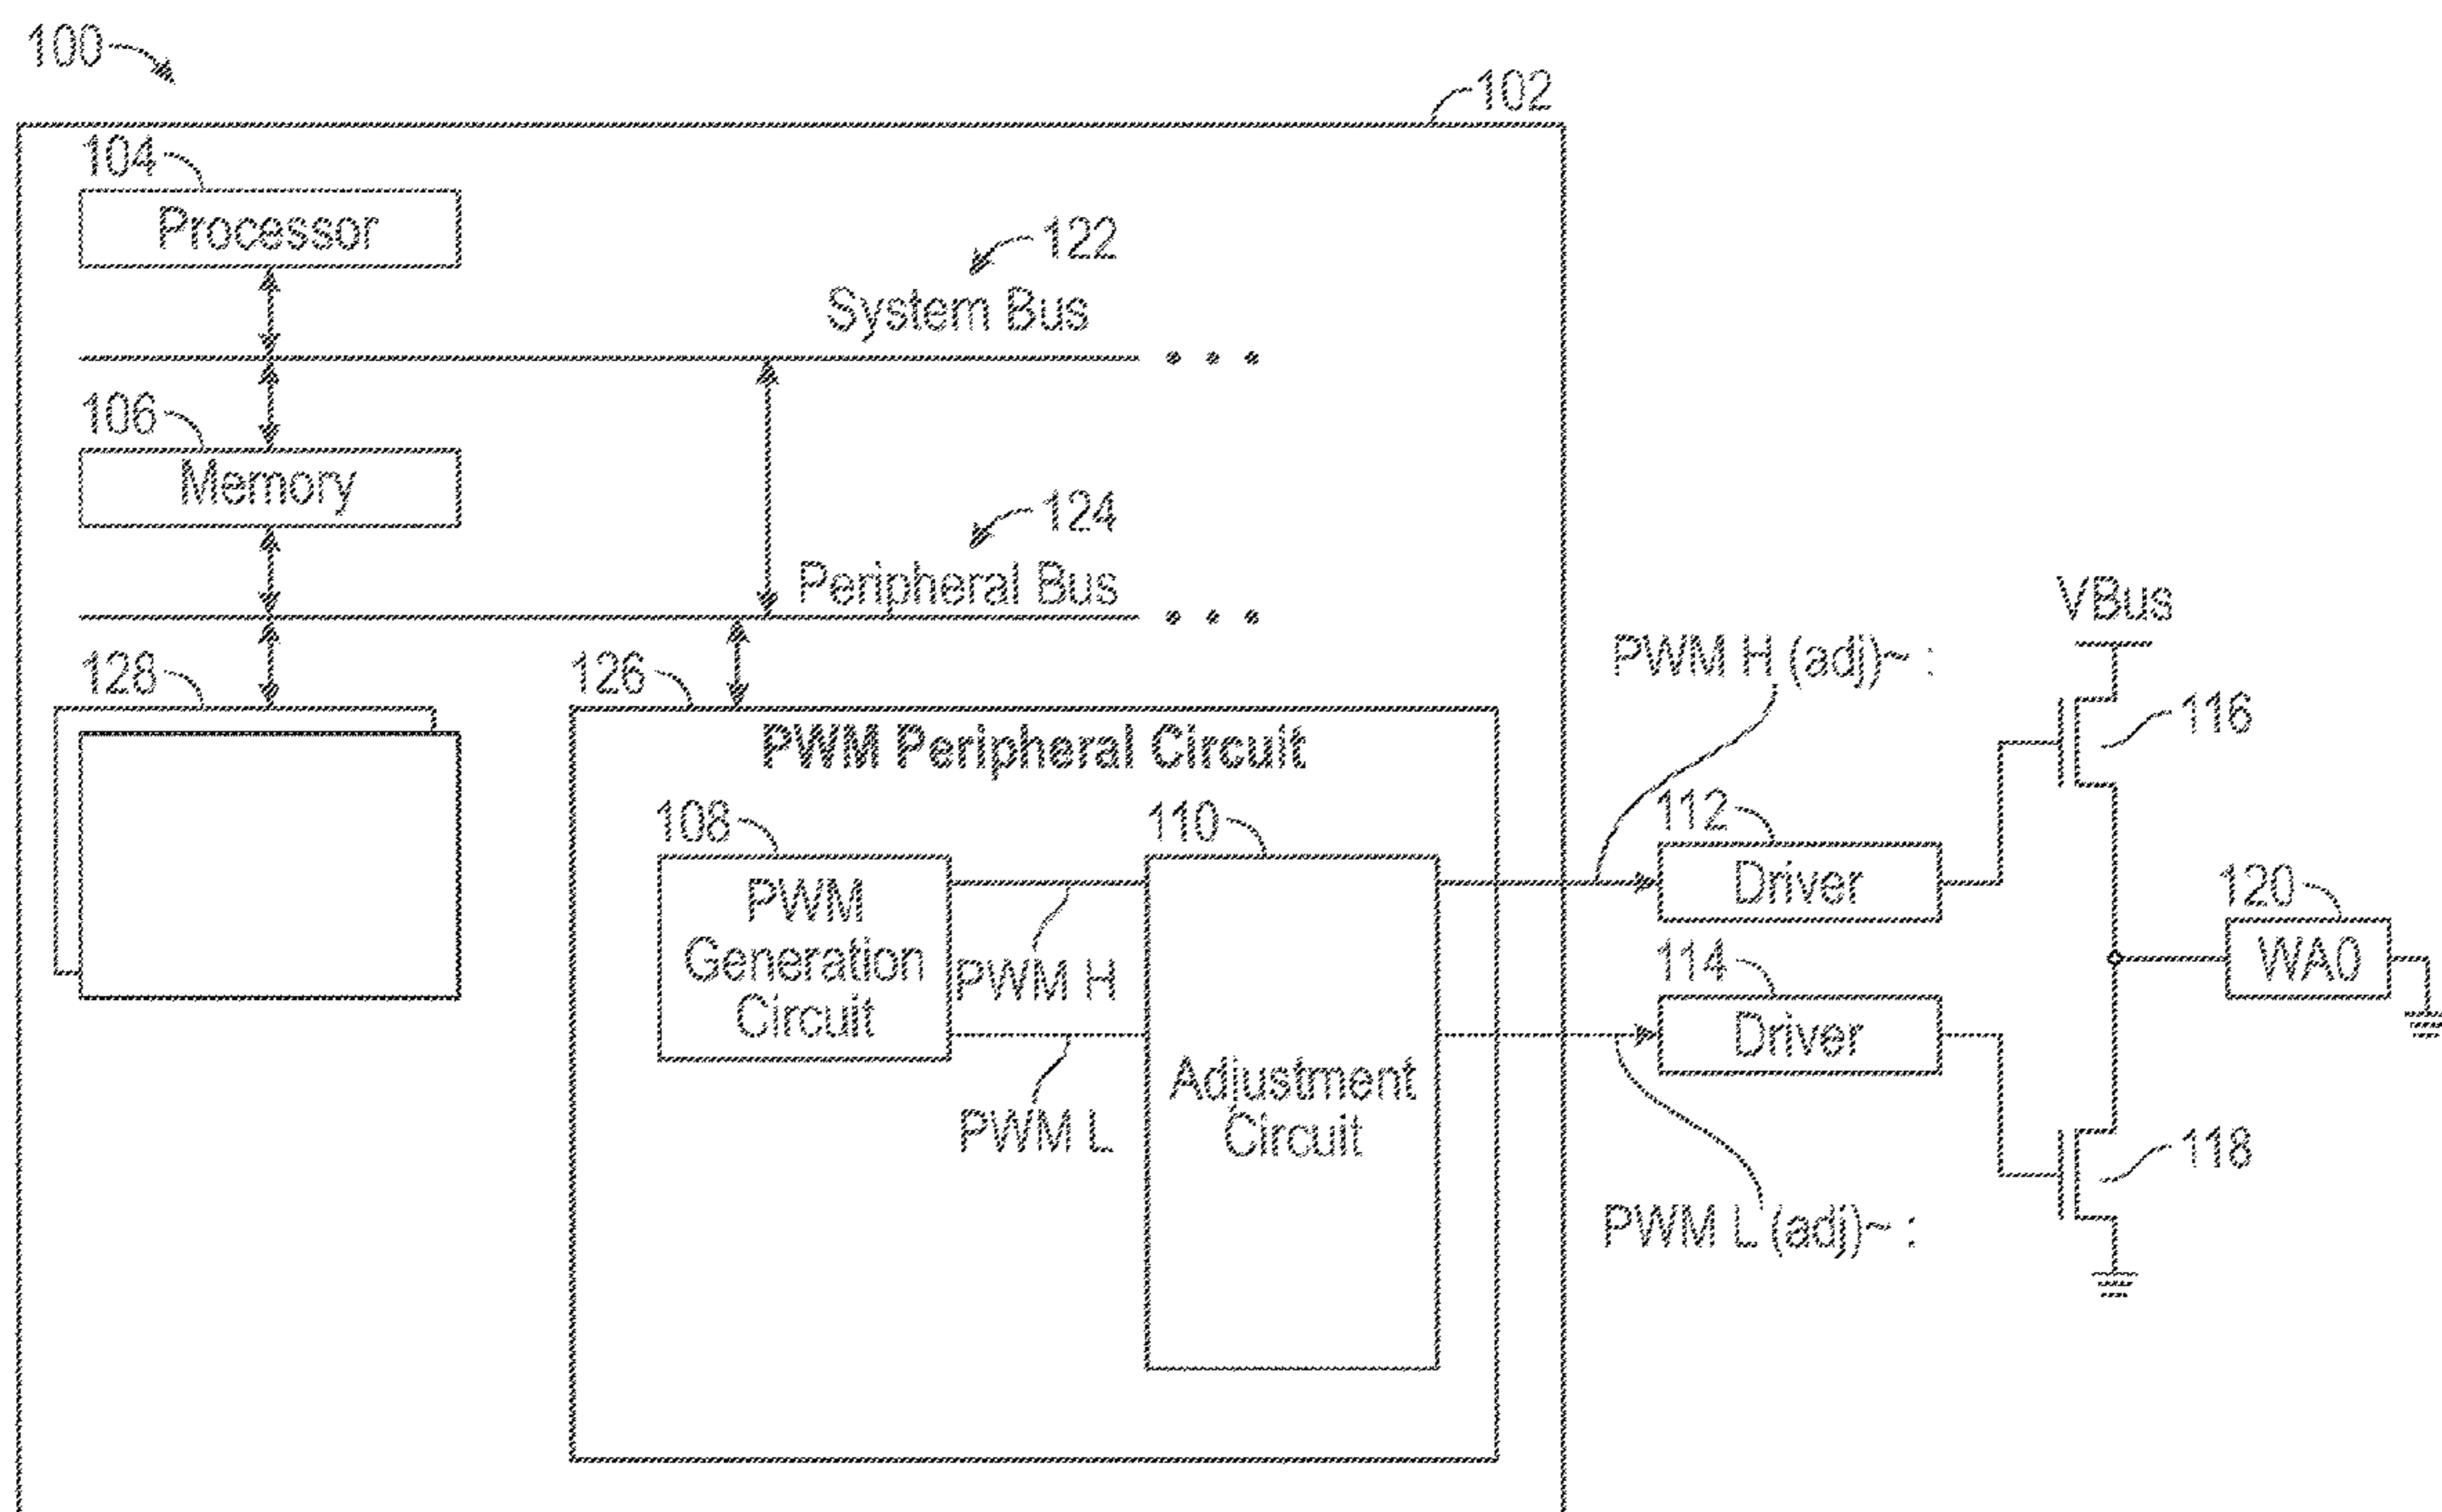 100
102
104
Processor
122
System Bus
106
Memory
124
Peripheral Bus
VBus
PWM H (adj)~ :
128
126
116
PWM Peripheral Circuit
108
110
112
PWM
Generation
Circuit
Driver
120
PWM H
114
WA0
Driver
Adjustment
Circuit
PWM L
118
PWM L (adj)~ :